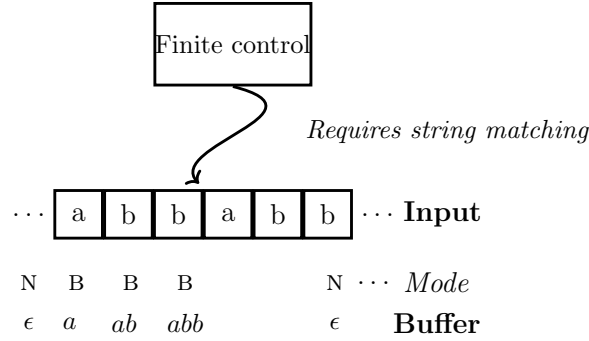 Finite control
Requires string matching
··· a b b a b b ··· Input
N B B B N ··· Mode
ϵ a ab abb ϵ Buffer